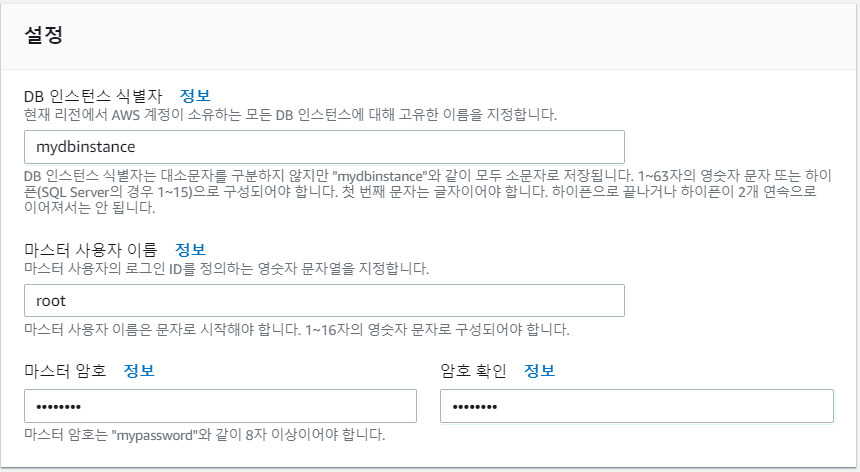 설정
DB 인스턴스 식별자 정보
현재 리전에서 AWS 계정이 소유하는 모든 DB 인스턴스에 대해 고유한 이름을 지정합니다.
mydbinstance
DB 인스턴스 식별자는 대소문자를 구분하지 않지만 "mydbinstance"와 같이 모두 소문자로 저장됩니다. 1~63자의 영숫자 문자 또는 하이
픈(SQL Server의 경우 1~15)으로 구성되어야 합니다. 첫 번째 문자는 글자이어야 합니다. 하이픈으로 끝나거나 하이픈이 2개 연속으로
이어져서는 안 됩니다.
마스터 사용자 이름 정보
마스터 사용자의 로그인 ID를 정의하는 영숫자 문자열을 지정합니다.
root
마스터 사용자 이름은 문자로 시작해야 합니다. 1~16자의 영숫자 문자로 구성되어야 합니다.
마스터 암호 정보 암호 확인 정보
•••••••• ••••••••
마스터 암호는 "mypassword"와 같이 8자 이상이어야 합니다.